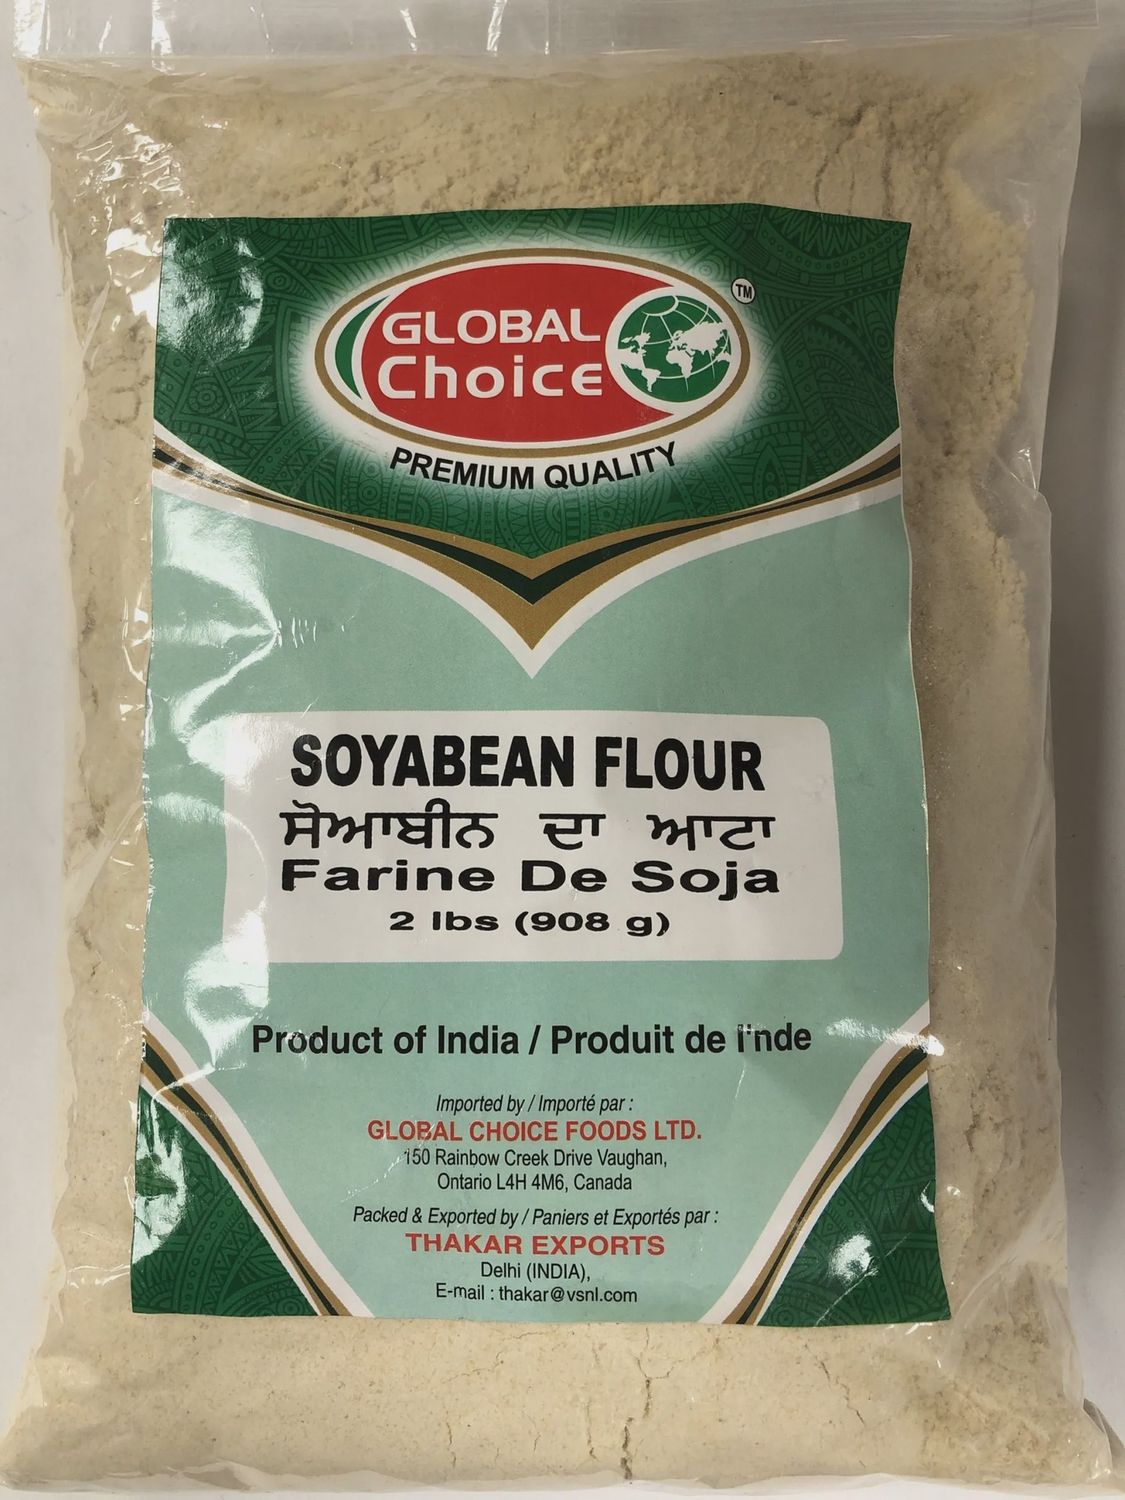 GLOBAL
Choice
TM
PREMIUM QUALITY
SOYABEAN FLOUR
ਸੋਆਬੀਨ ਦਾ ਆਟਾ
Farine De Soja
2 lbs (908 g)
Product of India / Produit de l'nde
Imported by / Importé par :
GLOBAL CHOICE FOODS LTD.
150 Rainbow Creek Drive Vaughan,
Ontario L4H 4M6, Canada
Packed & Exported by / Paniers et Exportés par :
THAKAR EXPORTS
Delhi (INDIA),
E-mail : thakar@vsnl.com